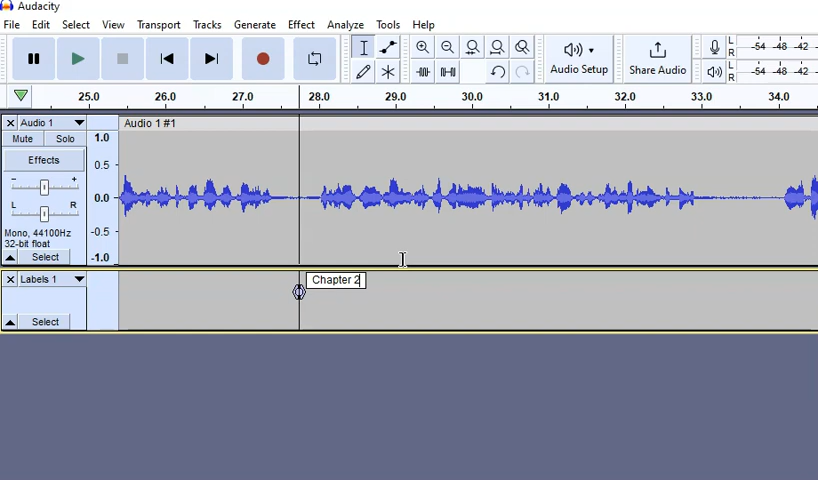 Audacity
File Edit Select View Transport Tracks Generate Effect Analyze Tools Help
L
R
-54 -48 -42
Audio Setup
Share Audio
L
R
-54 -48 -42
25.0 26.0 27.0 28.0 29.0 30.0 31.0 32.0 33.0 34.0
Audio 1
Audio 1 #1
Mute Solo
1.0
Effects
0.5
- +
L R
0.0
Mono, 44100Hz
32-bit float
-0.5
Select
-1.0
Labels 1
Chapter 2
Select